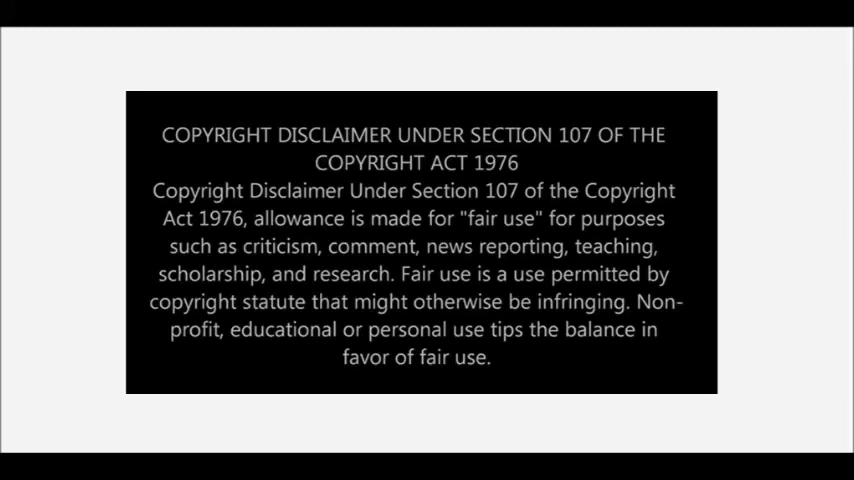 COPYRIGHT DISCLAIMER UNDER SECTION 107 OF THE
COPYRIGHT ACT 1976
Copyright Disclaimer Under Section 107 of the Copyright
Act 1976, allowance is made for "fair use" for purposes
such as criticism, comment, news reporting, teaching,
scholarship, and research. Fair use is a use permitted by
copyright statute that might otherwise be infringing. Non-
profit, educational or personal use tips the balance in
favor of fair use.